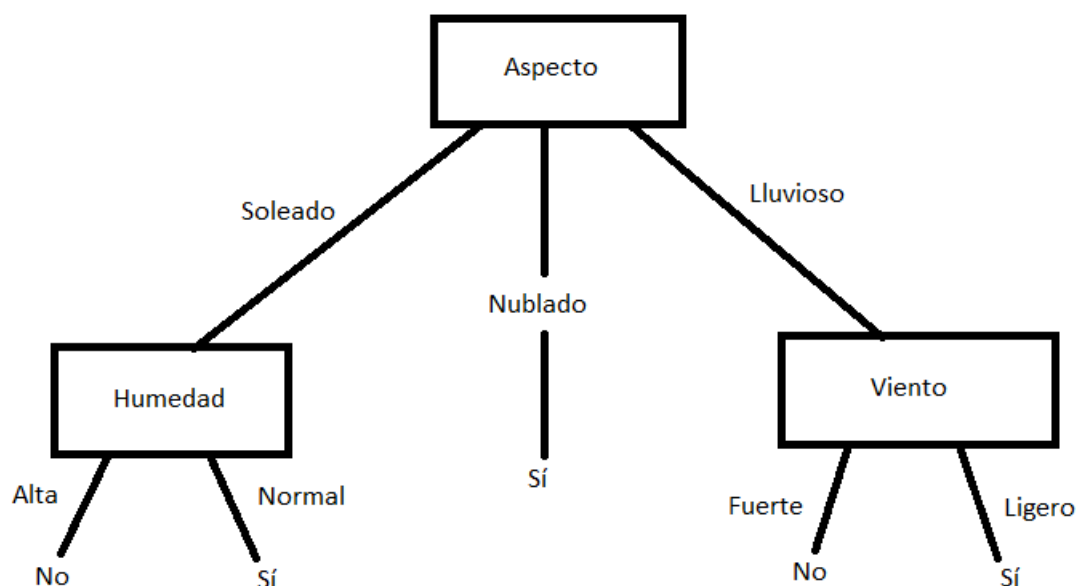 Aspecto
Soleado
Lluvioso
Nublado
Humedad
Viento
Alta
Normal
Sí
Fuerte
Ligero
No
Sí
No
Sí